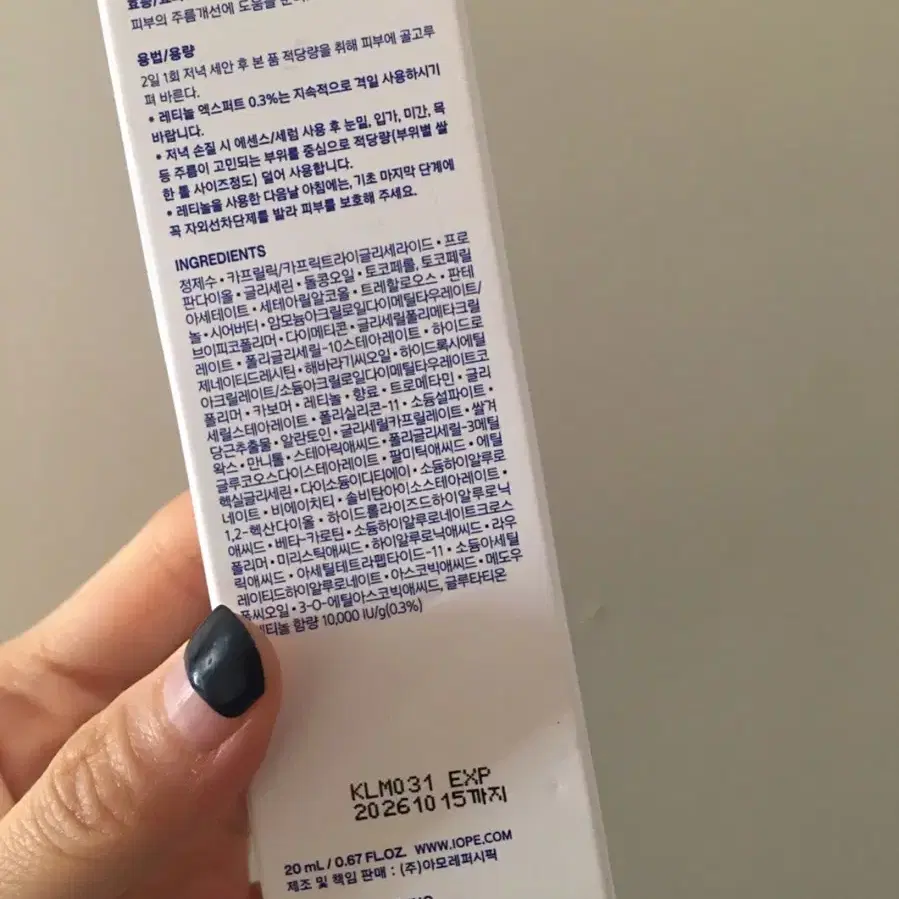 피부의 주름개선에 도움을
용법/용량
2일 1회 저녁 세안 후 본 품 적당량을 취해 피부에 골고루
펴 바른다.
• 레티놀 엑스퍼트 0.3%는 지속적으로 격일 사용하시기
바랍니다.
• 저녁 손질 시 에센스/세럼 사용 후 눈밑, 입가, 미간, 목
등 주름이 고민되는 부위를 중심으로 적당량(부위별 쌀
한 톨 사이즈정도) 덜어 사용합니다.
• 레티놀을 사용한 다음날 아침에는, 기초 마지막 단계에
꼭 자외선차단제를 발라 피부를 보호해 주세요.
INGREDIENTS
정제수 • 카프릴릭/카프릭트라이글리세라이드 • 프로
판다이올 • 글리세린 • 돌콩오일 • 토코페롤, 토코페릴
아세테이트 • 세테아릴알코올 • 트레할로오스 • 판테
놀 • 시어버터 • 암모늄아크릴로일다이메틸타우레이트/
브이피코폴리머 • 다이메티콘 • 글리세릴폴리메타크릴
레이트 • 폴리글리세릴-10스테아레이트 • 하이드로
제네이티드레시틴 • 해바라기씨오일 • 하이드록시에틸
아크릴레이트/소듐아크릴로일다이메틸타우레이트코
폴리머 • 카보머 • 레티놀 • 향료 • 트로메타민 • 글리
세릴스테아레이트 • 폴리실리콘-11 • 소듐설파이트 •
당근추출물 • 알란토인 • 글리세릴카프릴레이트 • 쌀겨
왁스 • 만니톨 • 스테아릭애씨드 • 폴리글리세릴-3메틸
글루코오스다이스테아레이트 • 팔미틱애씨드 • 에틸
헥실글리세린 • 다이소듐이디티에이 • 소듐하이알루로
네이트 • 비에이치티 • 솔비탄아이소스테아레이트 •
1,2-헥산다이올 • 하이드롤라이즈드하이알루로닉
애씨드 • 베타-카로틴 • 소듐하이알루로네이트크로스
폴리머 • 미리스틱애씨드 • 하이알루로닉애씨드 • 라우
릭애씨드 • 아세틸테트라펩타이드-11 • 소듐아세틸
레이티드하이알루로네이트 • 아스코빅애씨드 • 메도우
폼씨오일 • 3-O-에틸아스코빅애씨드, 글루타티온
레티놀 함량 10,000 IU/g(0.3%)
KLM031 EXP
20261015까지
20 mL / 0.67 FL.OZ. WWW.IOPE.COM
제조 및 책임 판매 : (주)아모레퍼시픽